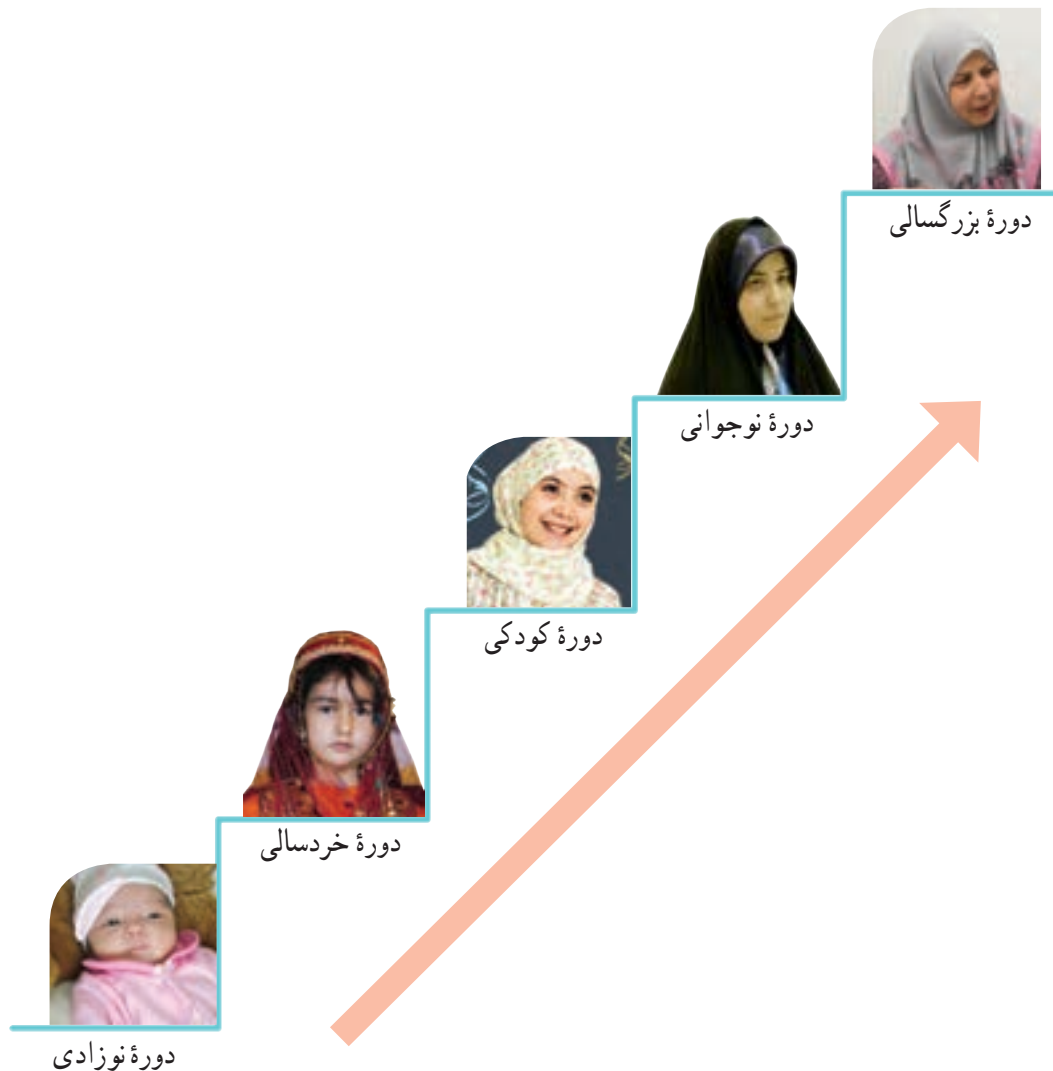 دورهٔ بزرگسالی
دورهٔ نوجوانی
دورهٔ کودکی
دورهٔ خردسالی
دورهٔ نوزادی